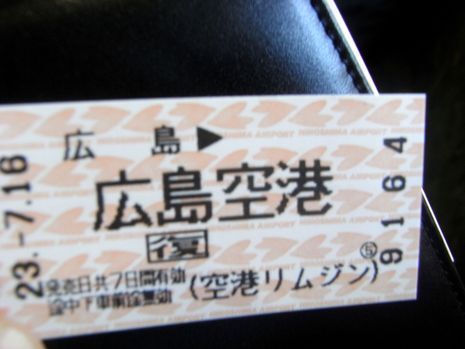 広島▶
広島空港
復
発売日共7日間有効
途中下車前途無効
(空港リムジン)
23.-7.16
㊄
9164
HIROSHIMA AIRPORT